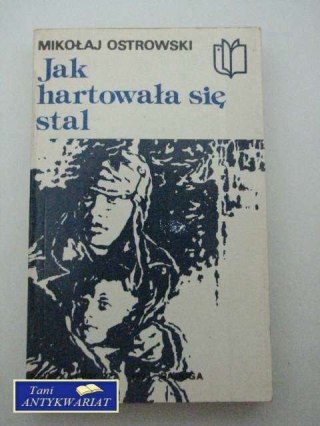 MIKOŁAJ OSTROWSKI
Jak
hartowała się
stal
Tani
ANTYKWARIAT